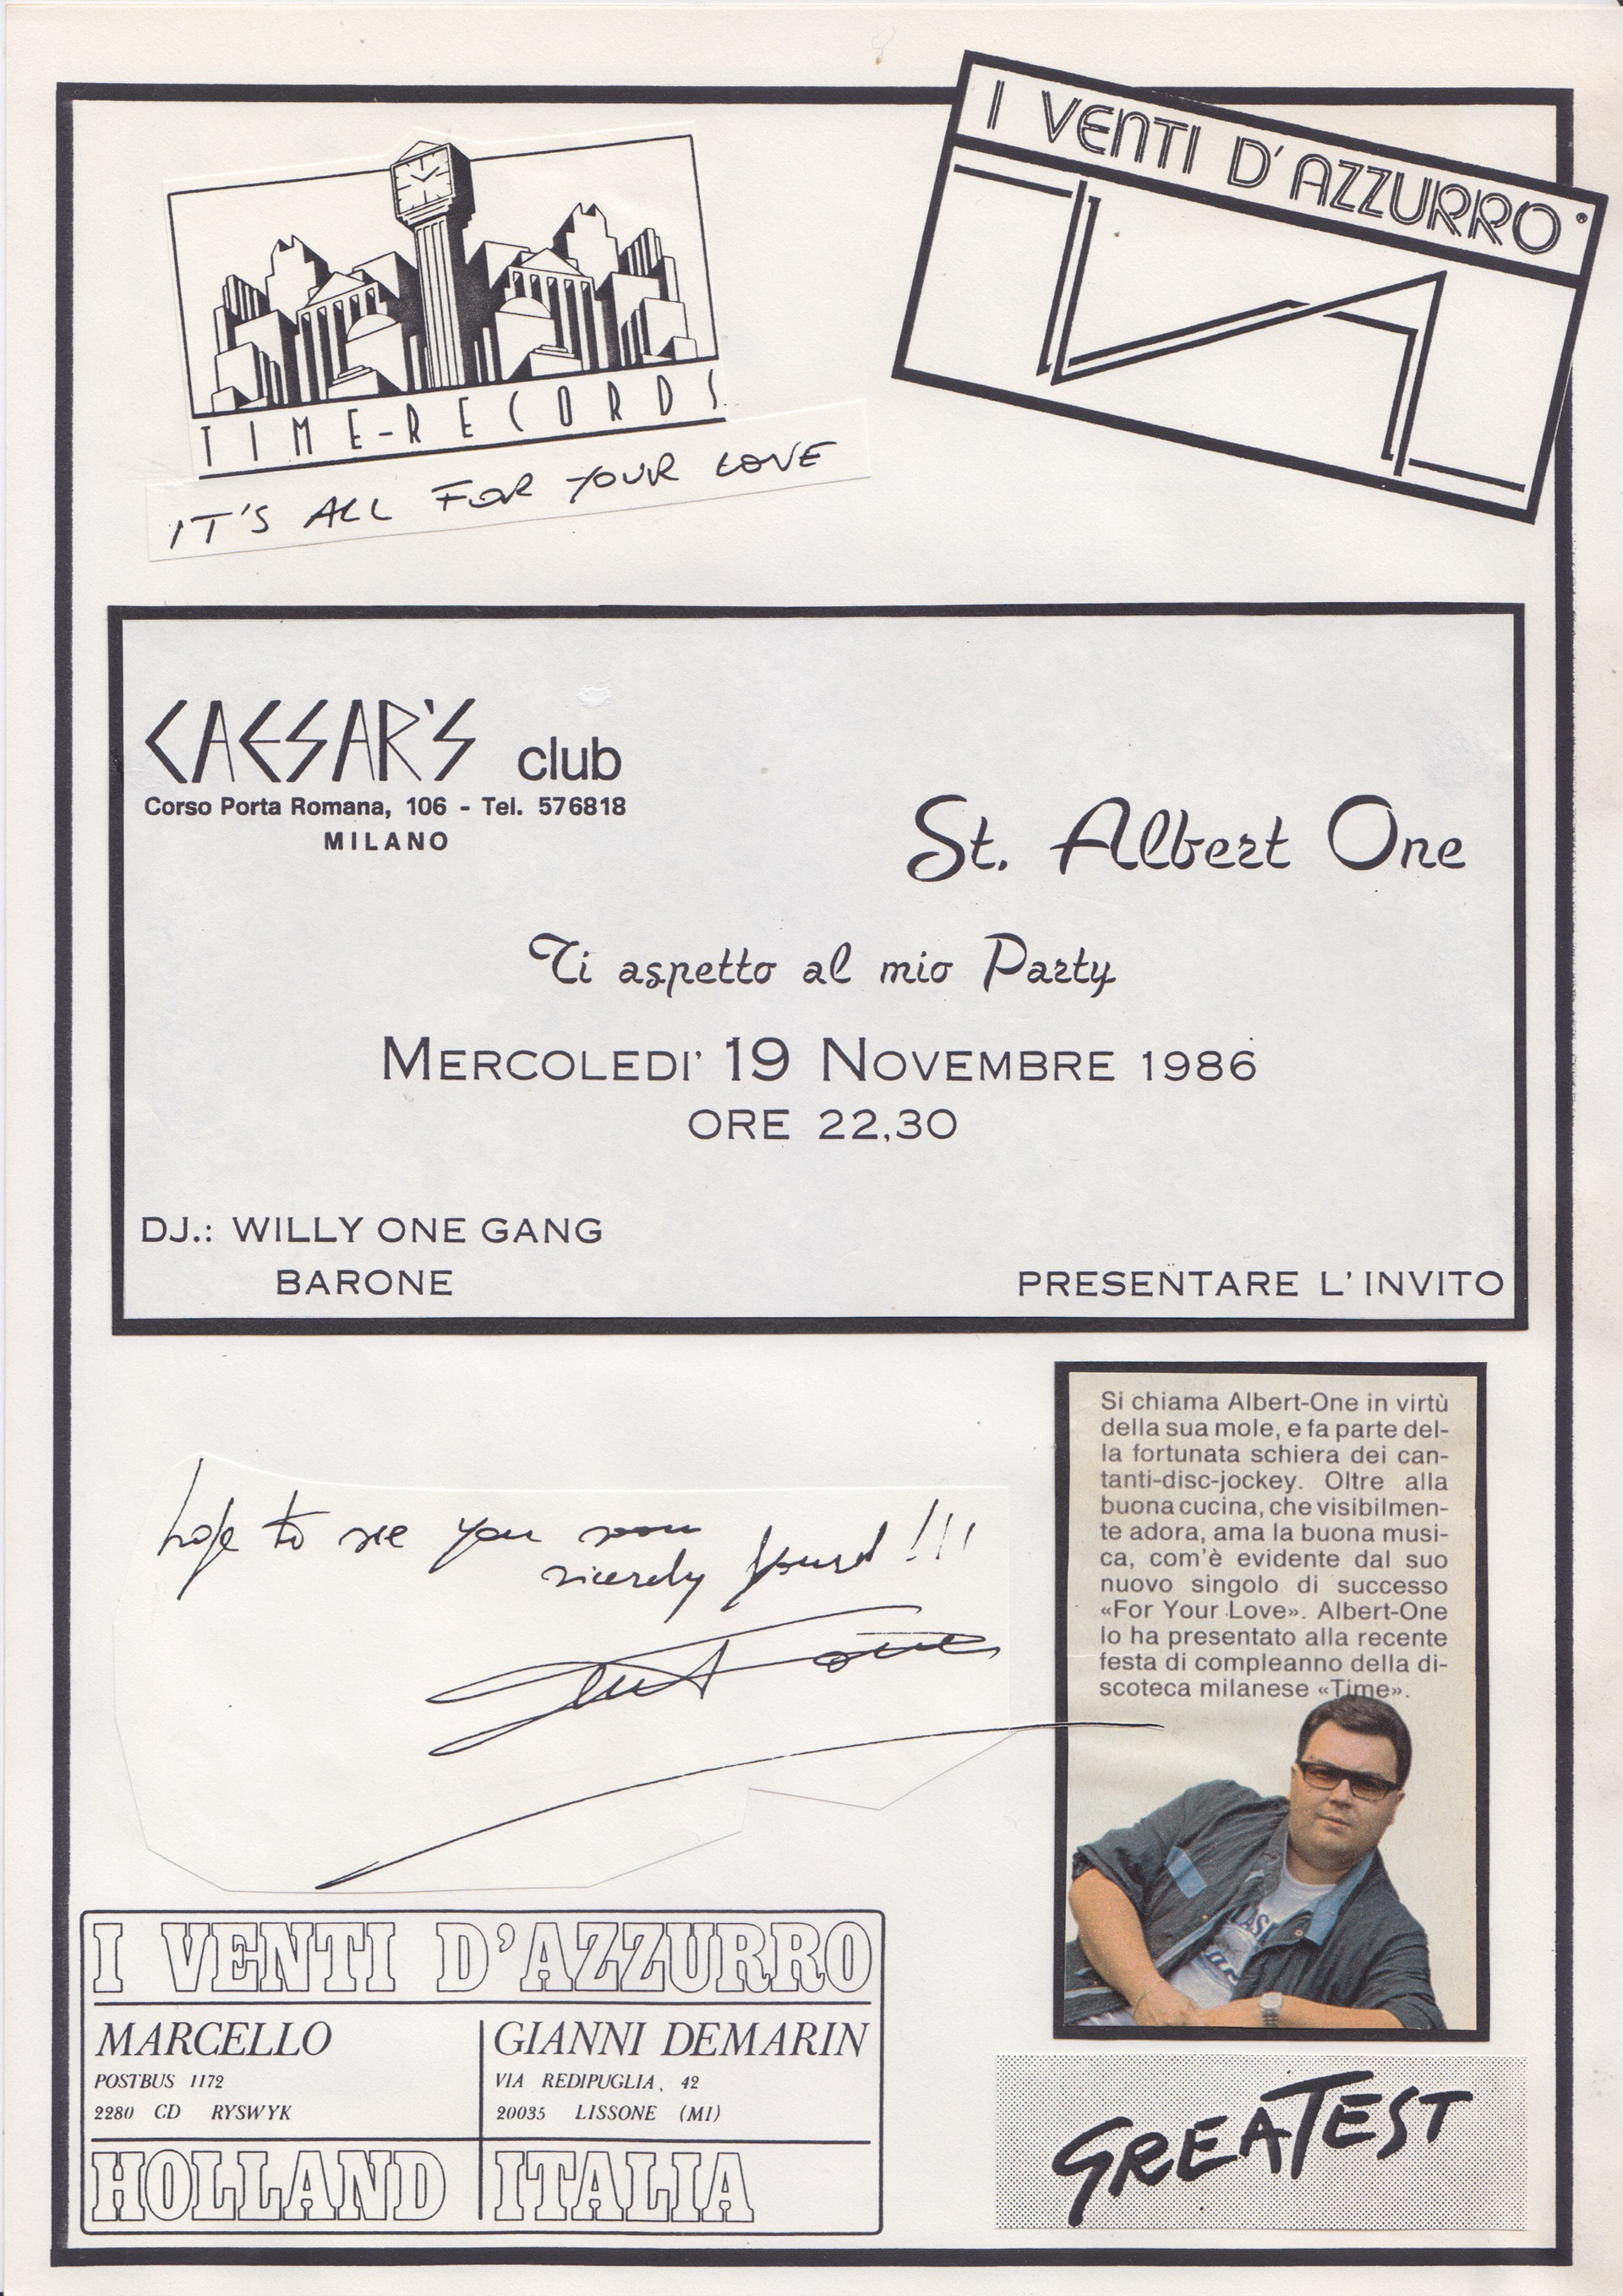 I VENTI D'AZZURRO
TIME-RECORDS
IT'S ALL FOR YOUR LOVE
CAESAR'S club
Corso Porta Romana, 106 - Tel. 576818
MILANO
St. Albert One
Ti aspetto al mio Party
MERCOLEDI' 19 NOVEMBRE 1986
ORE 22,30
DJ.: WILLY ONE GANG
BARONE
PRESENTARE L'INVITO
Si chiama Albert-One in virtù
della sua mole, e fa parte del-
la fortunata schiera dei can-
tanti-disc-jockey. Oltre alla
buona cucina, che visibilmen-
te adora, ama la buona musi-
ca, com'è evidente dal suo
nuovo singolo di successo
«For Your Love». Albert-One
lo ha presentato alla recente
festa di compleanno della di-
scoteca milanese «Time».
hope to see you soon
sicerely yours!!!
I VENTI D'AZZURRO
MARCELLO
POSTBUS 1172
2280 CD RYSWYK
HOLLAND
GIANNI DEMARIN
VIA REDIPUGLIA, 42
20035 LISSONE (MI)
ITALIA
GREATEST